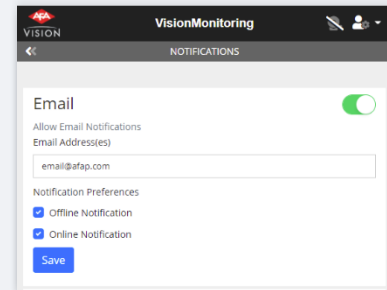 AFA
VISION
VisionMonitoring
NOTIFICATIONS
Email
Allow Email Notifications
Email Address(es)
email@afap.com
Notification Preferences
Offline Notification
Online Notification
Save